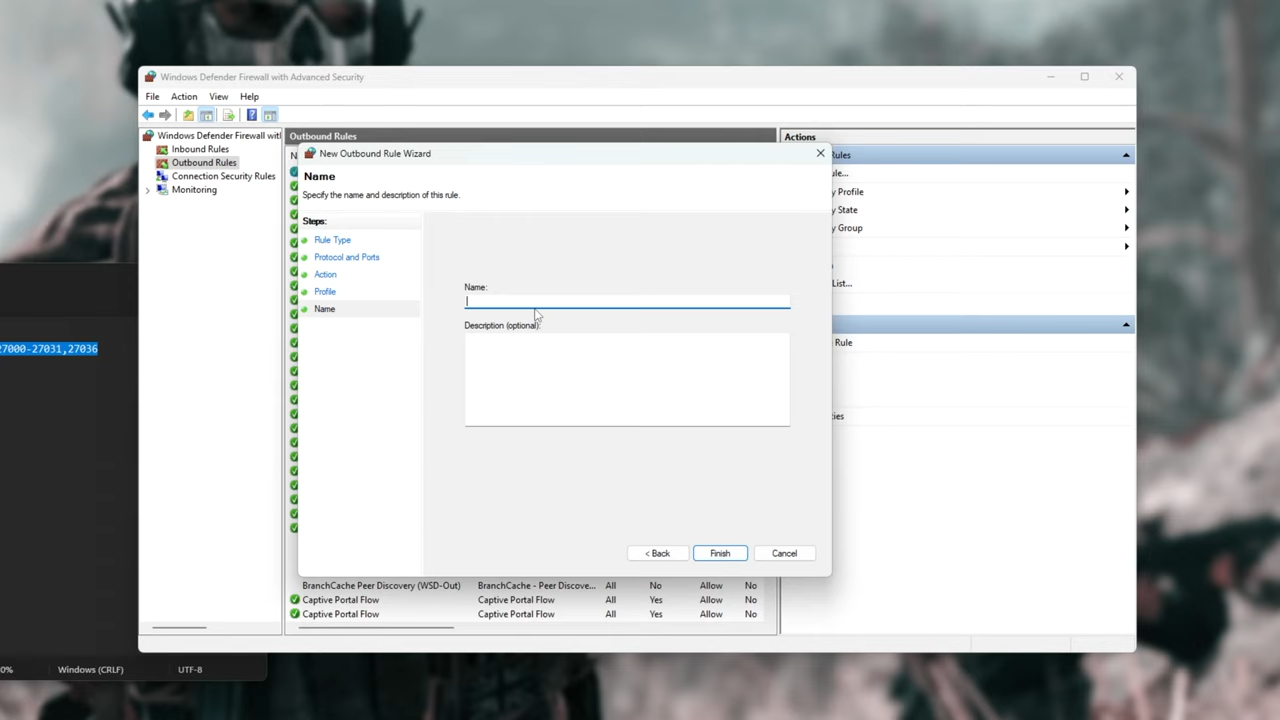 Windows Defender Firewall with Advanced Security
File Action View Help
Windows Defender Firewall wit
Inbound Rules
Outbound Rules
Connection Security Rules
Monitoring
Outbound Rules
N
New Outbound Rule Wizard
Name
Specify the name and description of this rule.
Steps:
Rule Type
Protocol and Ports
Action
Profile
Name
Name:
Description (optional):
< Back Finish Cancel
BranchCache Peer Discovery (WSD-Out) BranchCache - Peer Discove... All No Allow No
Captive Portal Flow Captive Portal Flow All Yes Allow No
Captive Portal Flow Captive Portal Flow All Yes Allow No
Actions
Rules
ule...
y Profile
y State
y Group
List...
Rule
ties
27000-27031,27036
0% Windows (CRLF) UTF-8